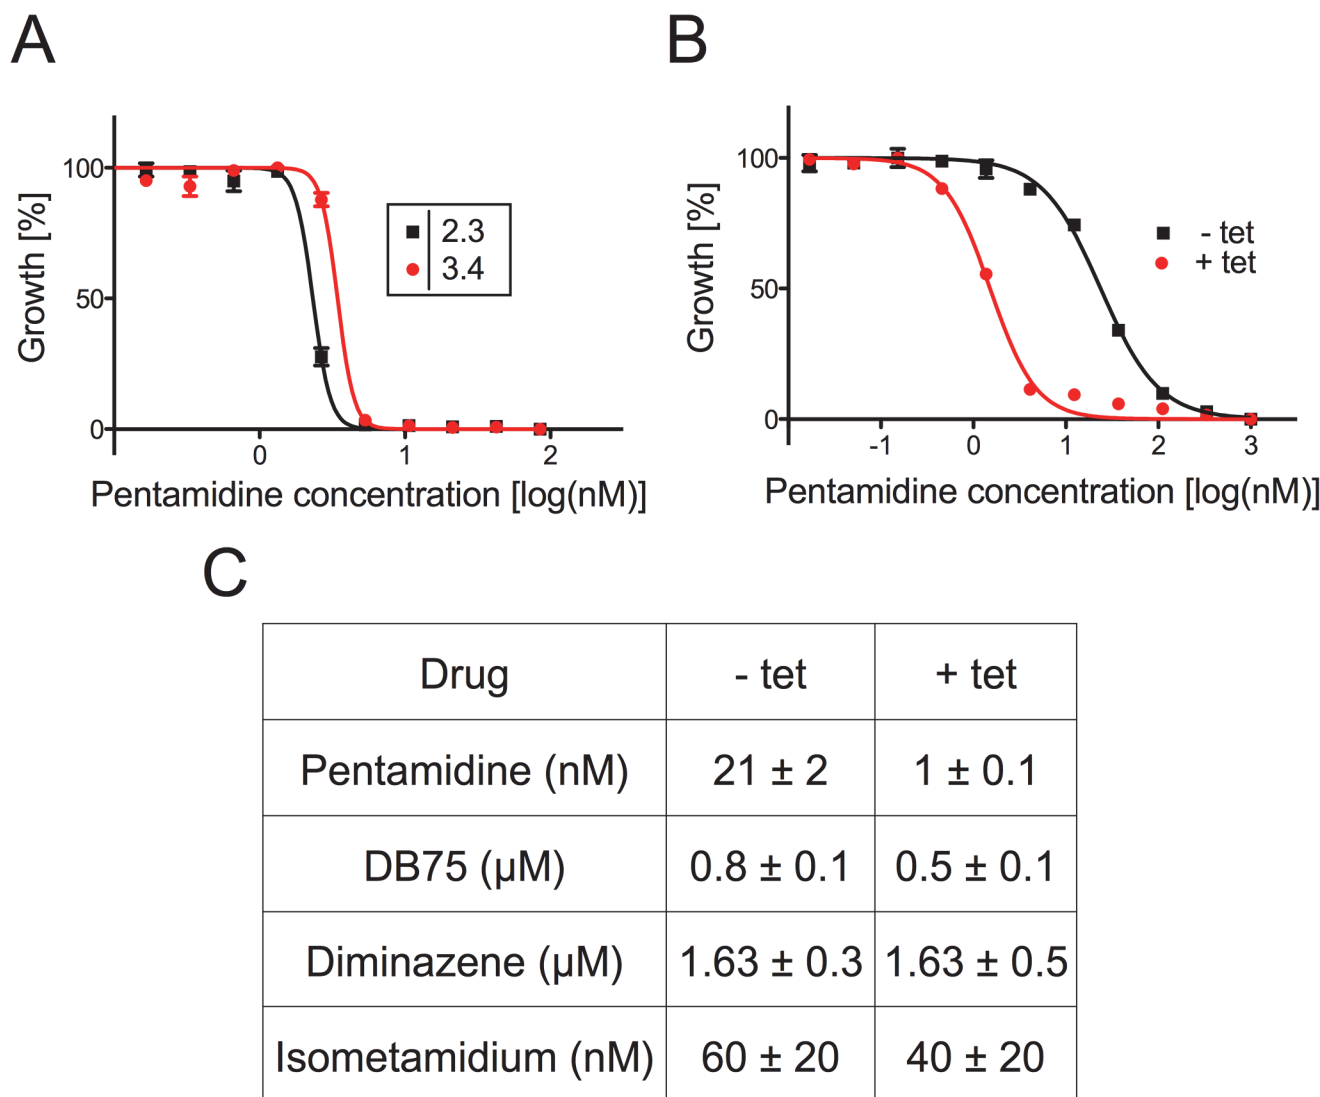 A
B
Growth [%]
100
50
0
0 1 2
Pentamidine concentration [log(nM)]
2.3
3.4
Growth [%]
100
50
0
-1 0 1 2 3
Pentamidine concentration [log(nM)]
- tet
+ tet
C
Drug - tet + tet
Pentamidine (nM) 21 ± 2 1 ± 0.1
DB75 (µM) 0.8 ± 0.1 0.5 ± 0.1
Diminazene (µM) 1.63 ± 0.3 1.63 ± 0.5
Isometamidium (nM) 60 ± 20 40 ± 20